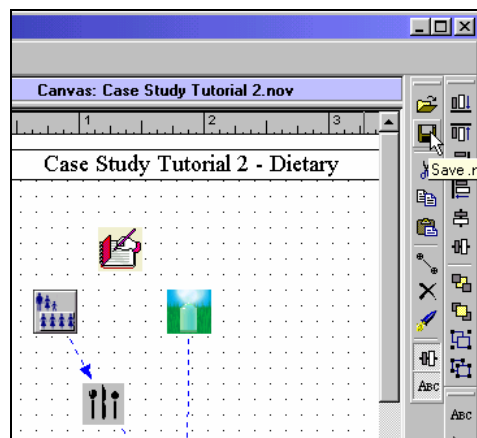 Canvas: Case Study Tutorial 2.nov
1 2 3
Case Study Tutorial 2 - Dietary
Save .r
ABC
ABC